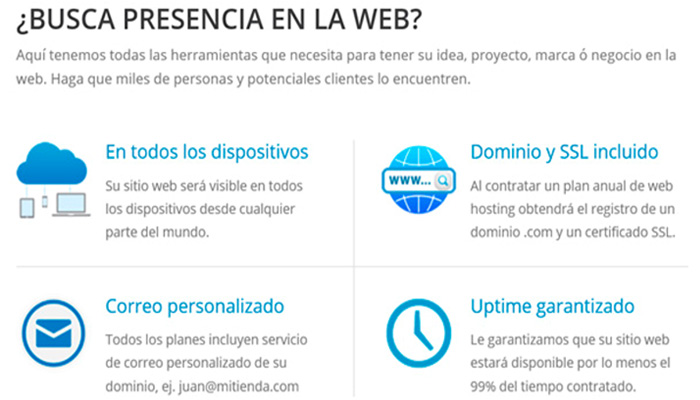 ¿BUSCA PRESENCIA EN LA WEB?
Aquí tenemos todas las herramientas que necesita para tener su idea, proyecto, marca ó negocio en la
web. Haga que miles de personas y potenciales clientes lo encuentren.
En todos los dispositivos
Su sitio web será visible en todos
los dispositivos desde cualquier
parte del mundo.
WWW...
Dominio y SSL incluido
Al contratar un plan anual de web
hosting obtendrá el registro de un
dominio .com y un certificado SSL.
Correo personalizado
Todos los planes incluyen servicio
de correo personalizado de su
dominio, ej. juan@mitienda.com
Uptime garantizado
Le garantizamos que su sitio web
estará disponible por lo menos el
99% del tiempo contratado.